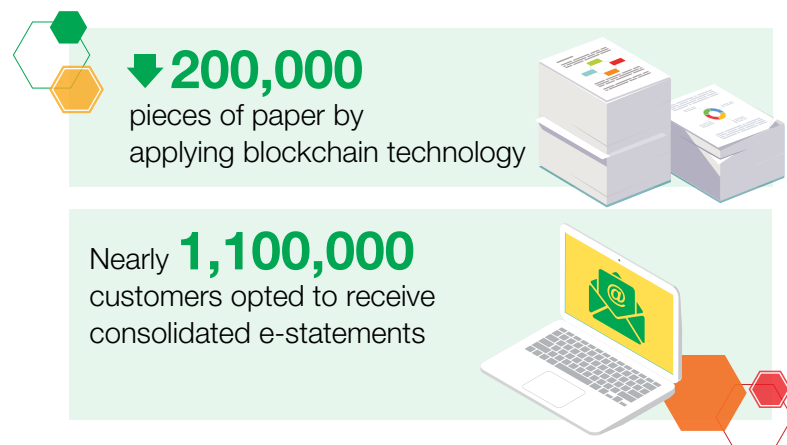 200,000
pieces of paper by
applying blockchain technology
Nearly 1,100,000
customers opted to receive
consolidated e-statements
@